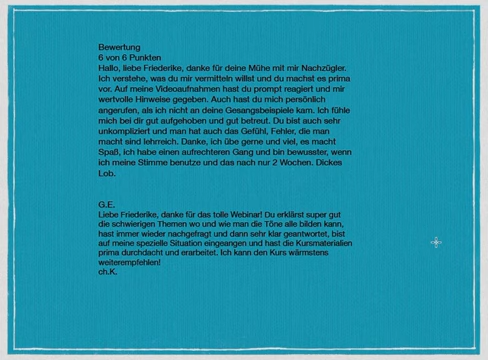 Bewertung
6 von 6 Punkten
Hallo, liebe Friederike, danke für deine Mühe mit mir Nachzügler.
Ich verstehe, was du mir vermitteln willst und du machst es prima
vor. Auf meine Videoaufnahmen hast du prompt reagiert und mir
wertvolle Hinweise gegeben. Auch hast du mich persönlich
angerufen, als ich nicht an deine Gesangsbeispiele kam. Ich fühle
mich bei dir gut aufgehoben und gut betreut. Du bist auch sehr
unkompliziert und man hat auch das Gefühl, Fehler, die man
macht sind lehrreich. Danke, ich übe gerne und viel, es macht
Spaß, ich habe einen aufrechteren Gang und bin bewusster, wenn
ich meine Stimme benutze und das nach nur 2 Wochen. Dickes
Lob.
G.E.
Liebe Friederike, danke für das tolle Webinar! Du erklärst super gut
die schwierigen Themen wo und wie man die Töne alle bilden kann,
hast immer wieder nachgefragt und dann sehr klar geantwortet, bist
auf meine spezielle Situation eingeangen und hast die Kursmaterialien
prima durchdacht und erarbeitet. Ich kann den Kurs wärmstens
weiterempfehlen!
ch.K.